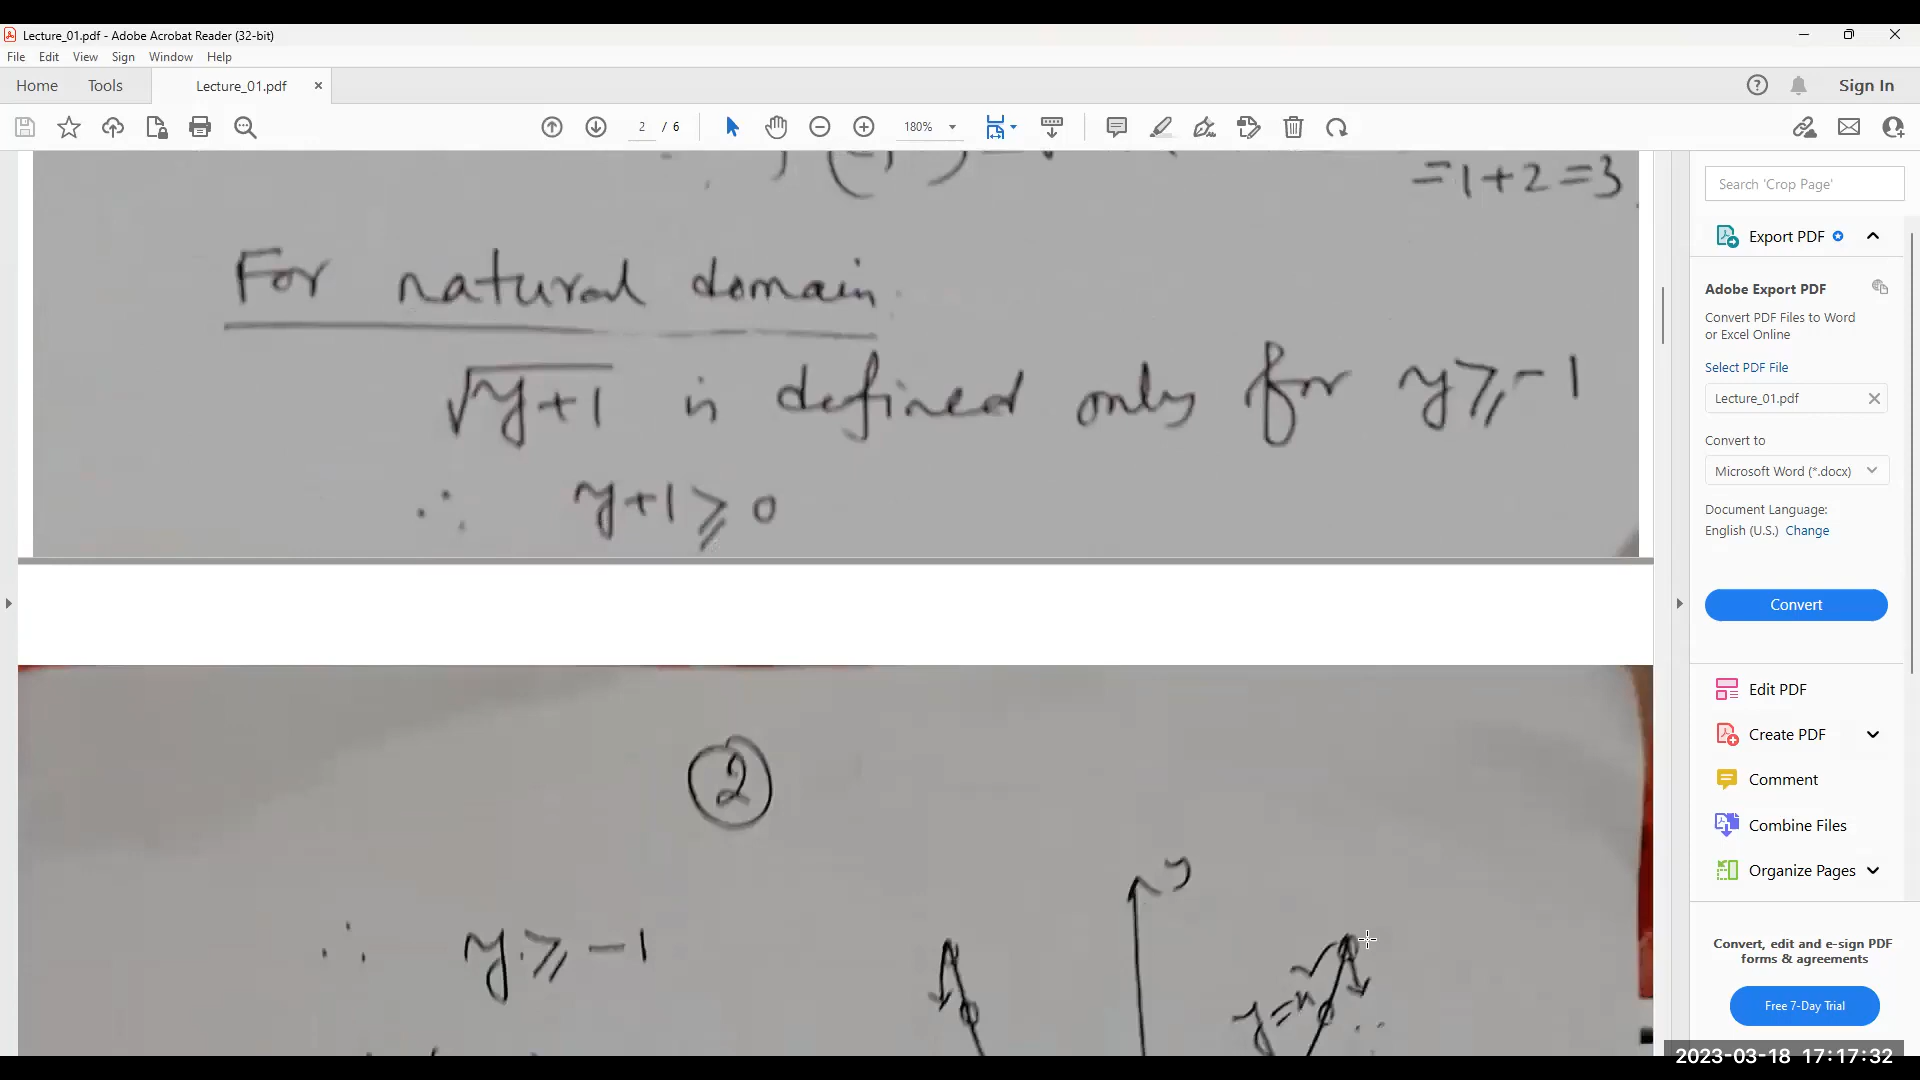 Lecture_01.pdf - Adobe Acrobat Reader (32-bit)
File Edit View Sign Window Help
Home Tools Lecture_01.pdf Sign In
2 / 6 180%
=1+2=3
For natural domain
√y+1 is defined only for y⩾-1
∴ y+1⩾0
2
∴ y⩾-1
y
Search 'Crop Page'
Export PDF
Adobe Export PDF
Convert PDF Files to Word
or Excel Online
Select PDF File
Lecture_01.pdf
Convert to
Microsoft Word (*.docx)
Document Language:
English (U.S.) Change
Convert
Edit PDF
Create PDF
Comment
Combine Files
Organize Pages
Convert, edit and e-sign PDF
forms & agreements
Free 7-Day Trial
2023-03-18 17:17:32